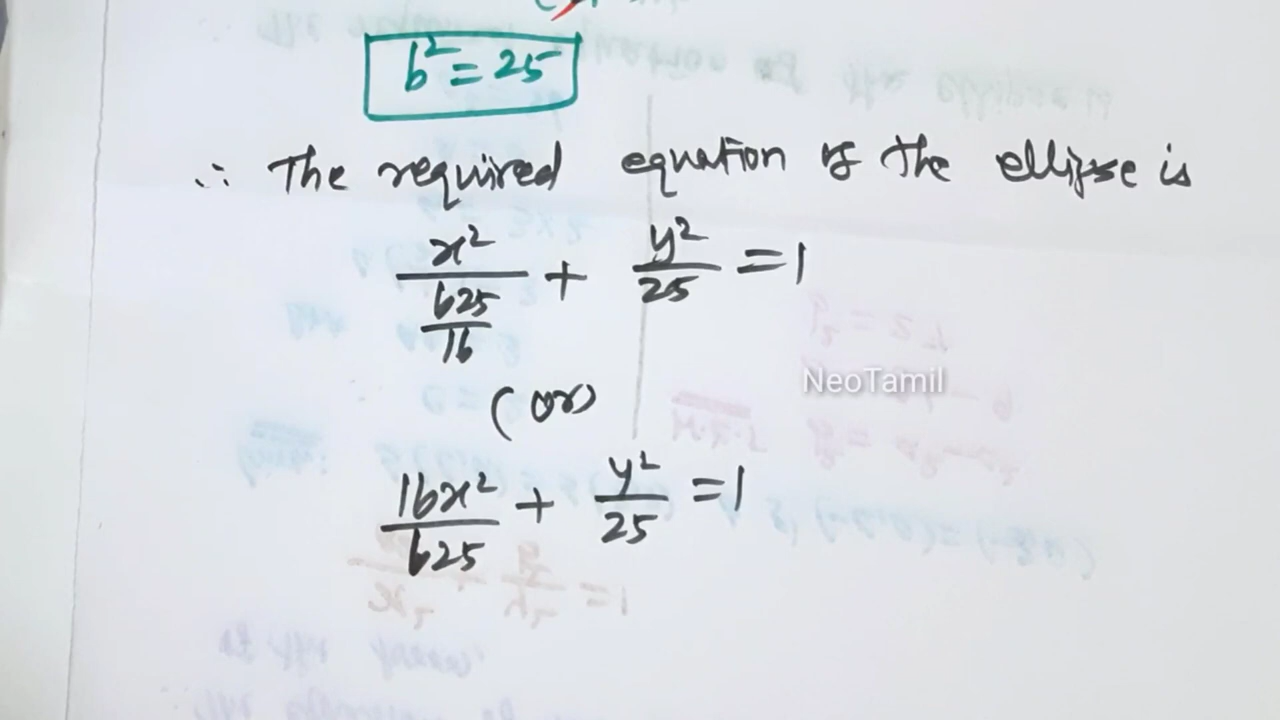 b² = 25
∴ The required equation of the ellipse is
x² / (625/16) + y²/25 = 1
(or)
16x²/625 + y²/25 = 1
NeoTamil